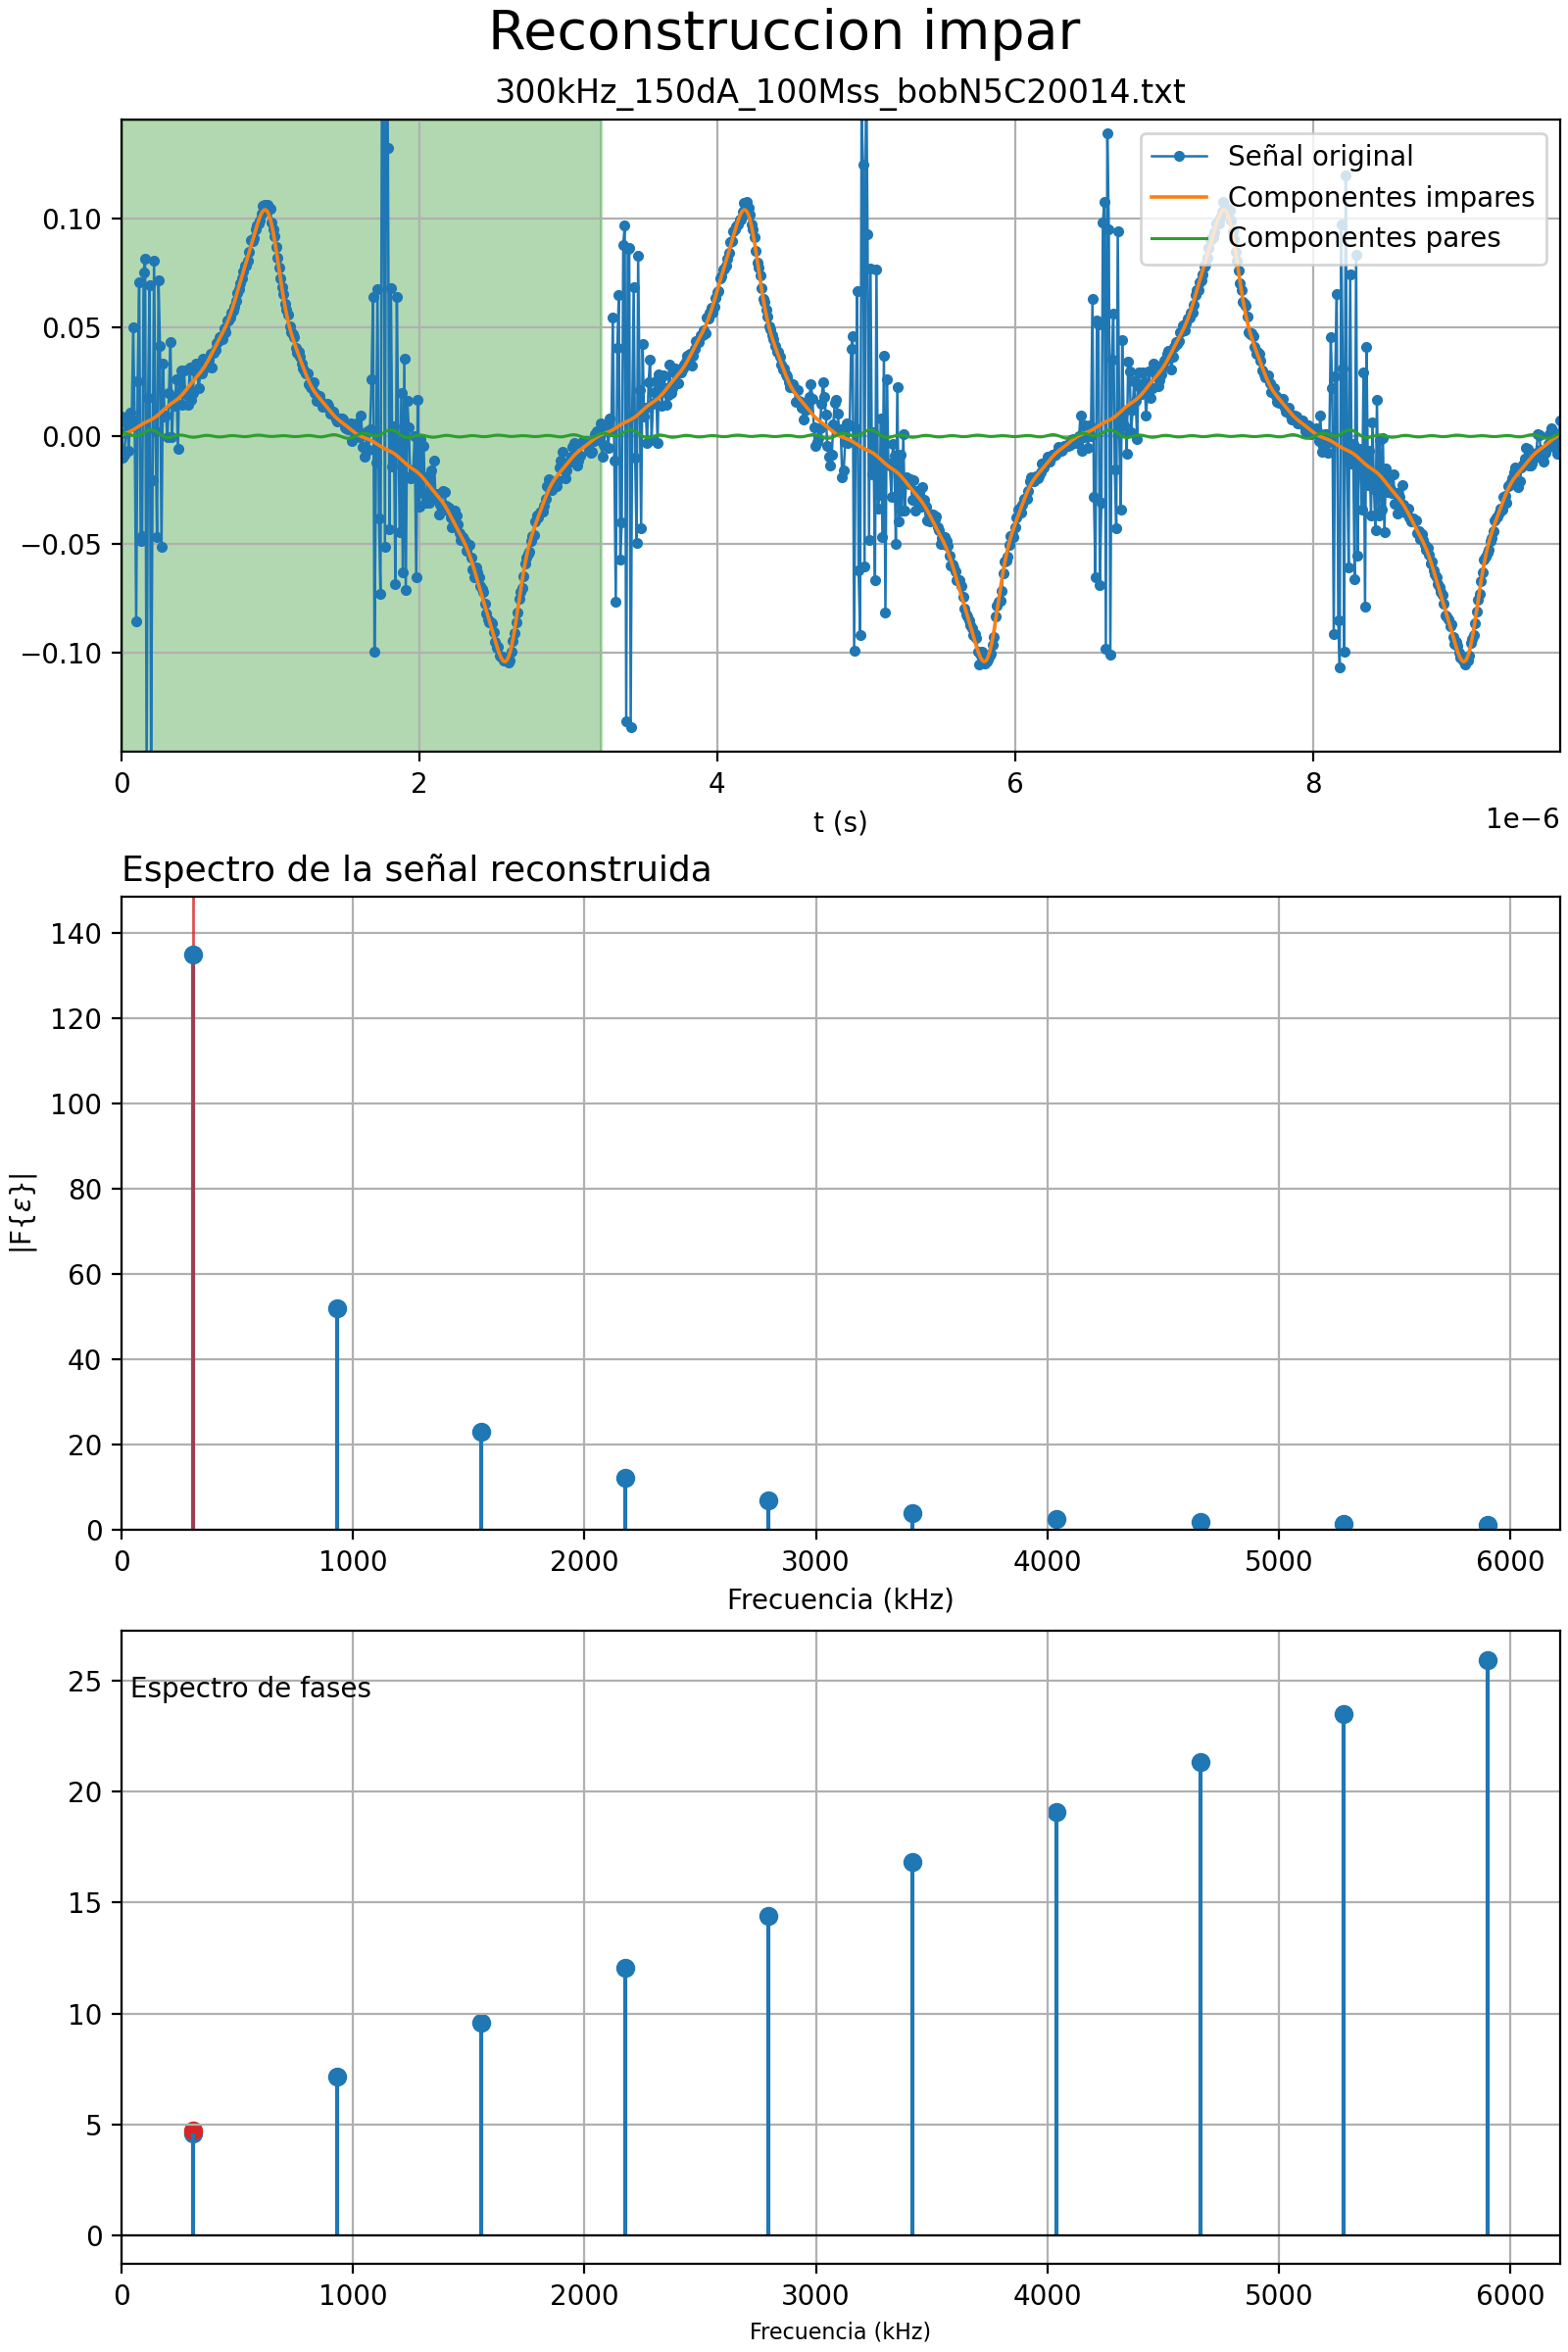 Reconstruccion impar
300kHz_150dA_100Mss_bobN5C20014.txt
Señal original
Componentes impares
Componentes pares
0.10
0.05
0.00
−0.05
−0.10
0 2 4 6 8
1e−6
t (s)
Espectro de la señal reconstruida
140
120
100
80
60
40
20
0
|F{ε}|
0 1000 2000 3000 4000 5000 6000
Frecuencia (kHz)
Espectro de fases
25
20
15
10
5
0
0 1000 2000 3000 4000 5000 6000
Frecuencia (kHz)